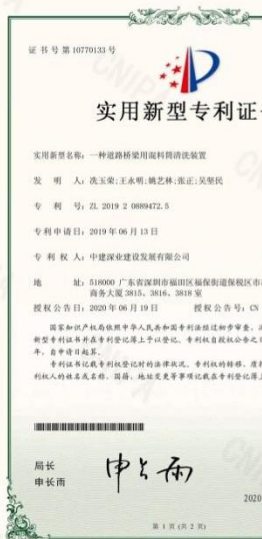 证书号第10770133号
实用新型专利证
实用新型名称：一种道路桥梁用混料筒清洗装置
发 明 人：冼玉荣;王永明;姚艺林;张正;吴坚民
专 利 号：ZL 2019 2 0889472.5
专利申请日：2019年06月13日
专 利 权 人：中建深业建设发展有限公司
地 址：518000 广东省深圳市福田区福保街道保税区市
商务大厦 3815、3816、3818室
授权公告日：2020年06月19日 授权公告号：CN
国家知识产权局依照中华人民共和国专利法经过初步审查，决
新型专利证书并在专利登记簿上予以登记。专利权自授权公告之日
年，自申请日起算。
专利证书记载专利权登记时的法律状况。专利权的转移、质押
利权人的姓名或名称、国籍、地址变更等事项记载在专利登记簿上
局长
申长雨
申长雨
2020
第 1 页 (共 2 页)